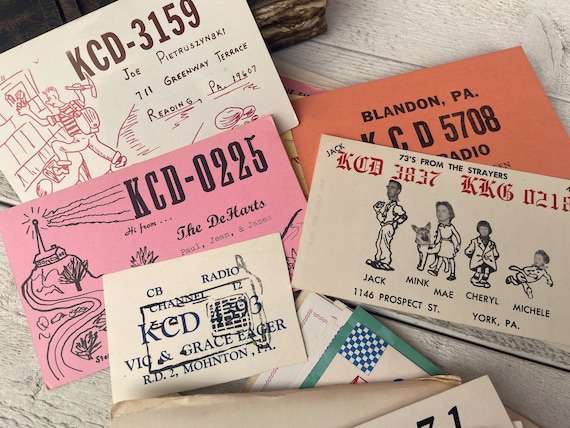 KCD-3159
JOE PIETRUSZYNSKI
711 GREENWAY TERRACE
READING, PA. 19607
BLANDON, PA.
KCD 5708
RADIO
KCD-0225
Hi from...
The DeHarts
Paul, Jean, & James
JACK
73'S FROM THE STRAYERS
KCD 3837 KKG 0218
JACK MINK MAE CHERYL MICHELE
1146 PROSPECT ST. YORK, PA.
CB RADIO
CHANNEL 12
KCD 4393
VIC & GRACE EAGER
R.D. 2, MOHNTON, PA.
71